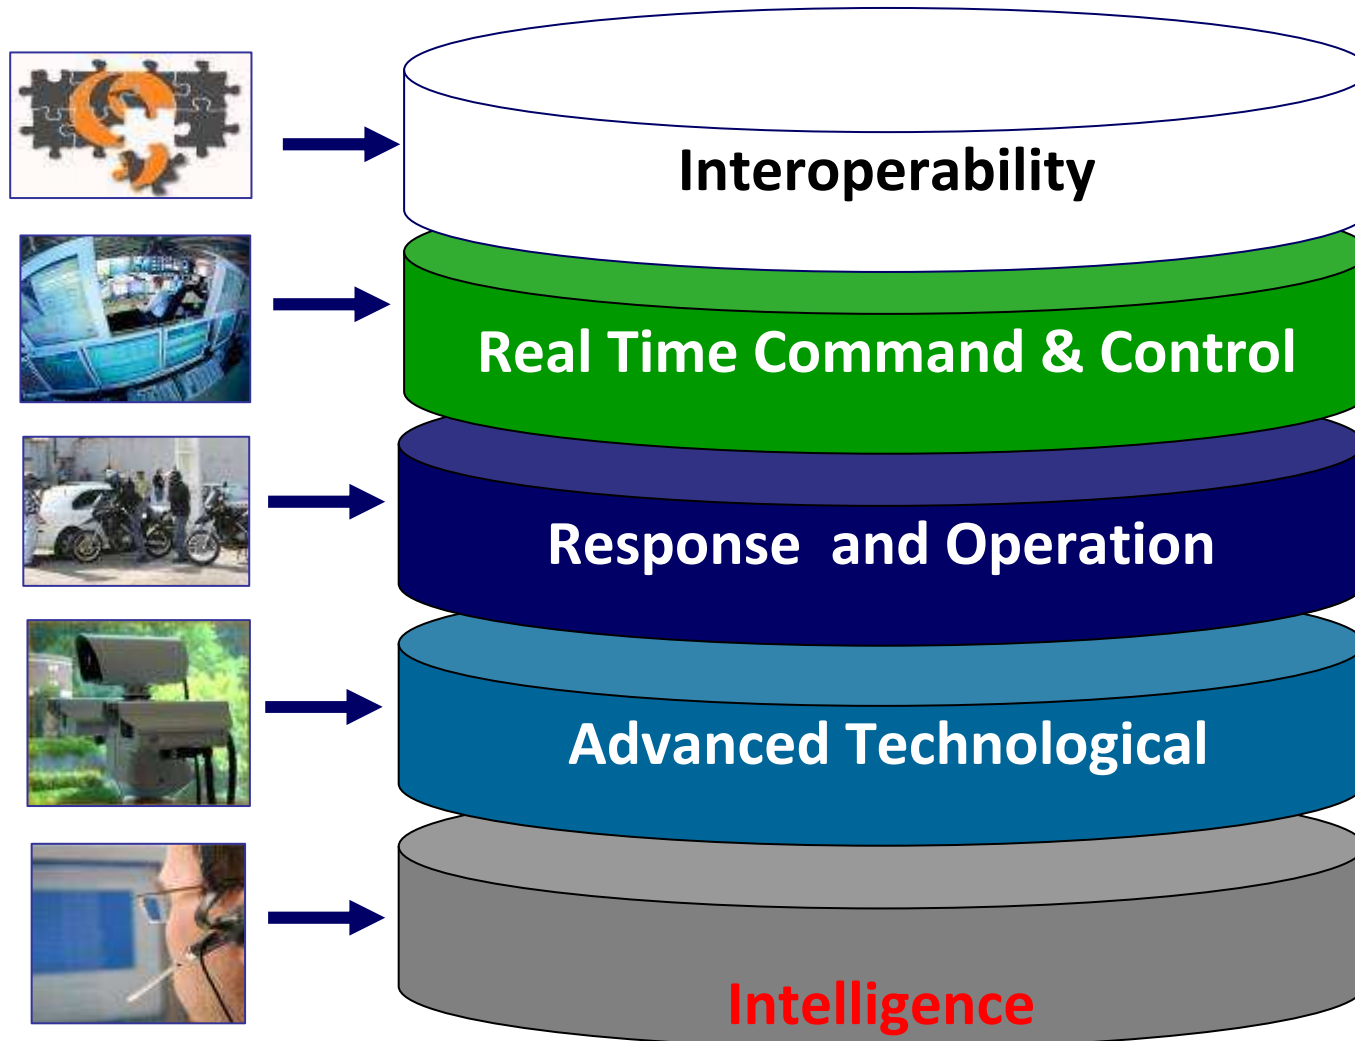 Interoperability
Real Time Command & Control
Response  and Operation
Advanced Technological
Intelligence